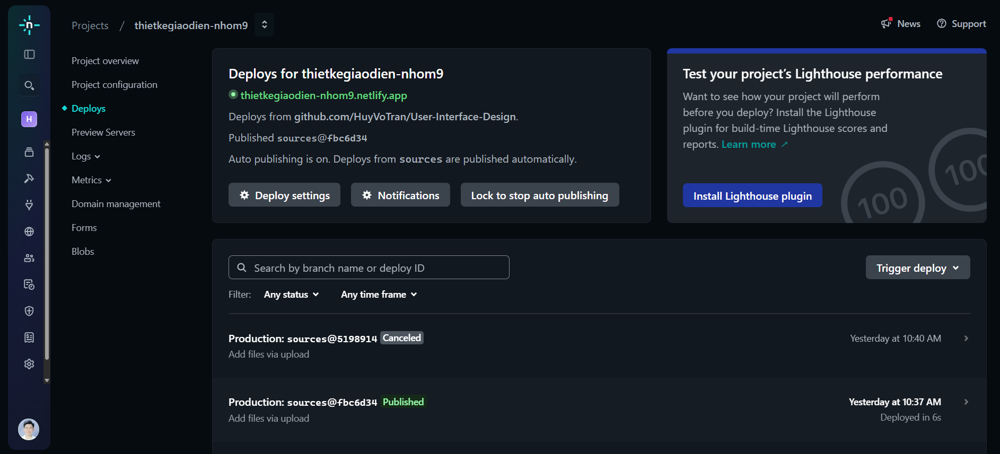 n
Projects / thietkegiaodien-nhom9
News
Support
H
Project overview
Project configuration
Deploys
Preview Servers
Logs
Metrics
Domain management
Forms
Blobs
Deploys for thietkegiaodien-nhom9
thietkegiaodien-nhom9.netlify.app
Deploys from github.com/HuyVoTran/User-Interface-Design.
Published sources@fbc6d34
Auto publishing is on. Deploys from sources are published automatically.
Deploy settings
Notifications
Lock to stop auto publishing
Test your project’s Lighthouse performance
Want to see how your project will perform
before you deploy? Install the Lighthouse
plugin for build-time Lighthouse scores and
reports. Learn more ↗
Install Lighthouse plugin
100
100
Search by branch name or deploy ID
Trigger deploy
Filter: Any status Any time frame
Production: sources@5198914 Canceled
Yesterday at 10:40 AM
Add files via upload
Production: sources@fbc6d34 Published
Yesterday at 10:37 AM
Add files via upload
Deployed in 6s